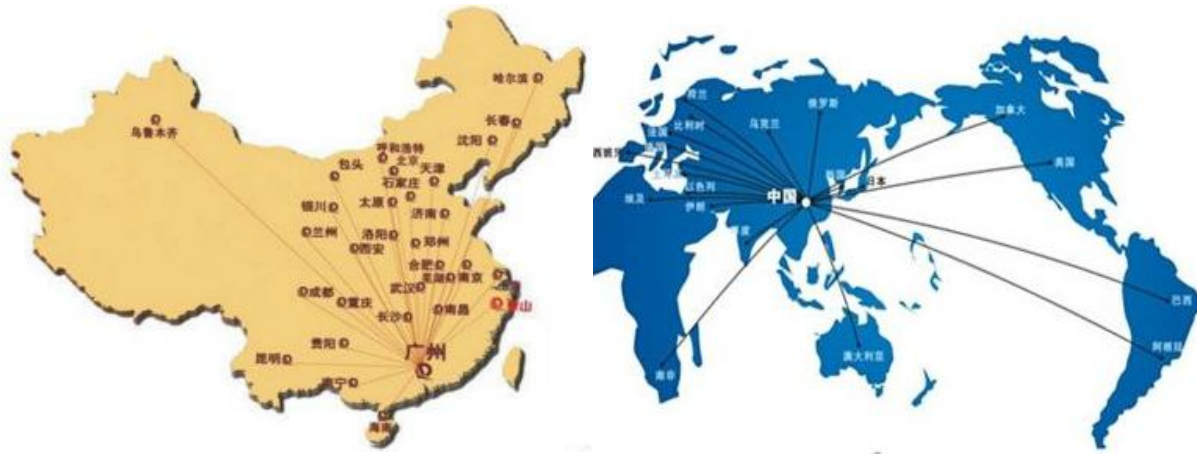 哈尔滨
长春
乌鲁木齐
沈阳
呼和浩特
包头
北京
天津
石家庄
银川
太原
济南
兰州
洛阳
郑州
西安
合肥
南京
芜湖
武汉
成都
重庆
南昌
长沙
贵阳
广州
昆明
南宁
海南
荷兰
俄罗斯
加拿大
比利时
乌克兰
法国
西班牙
美国
日本
以色列
中国
埃及
伊朗
印度
巴西
阿根廷
澳大利亚
南非